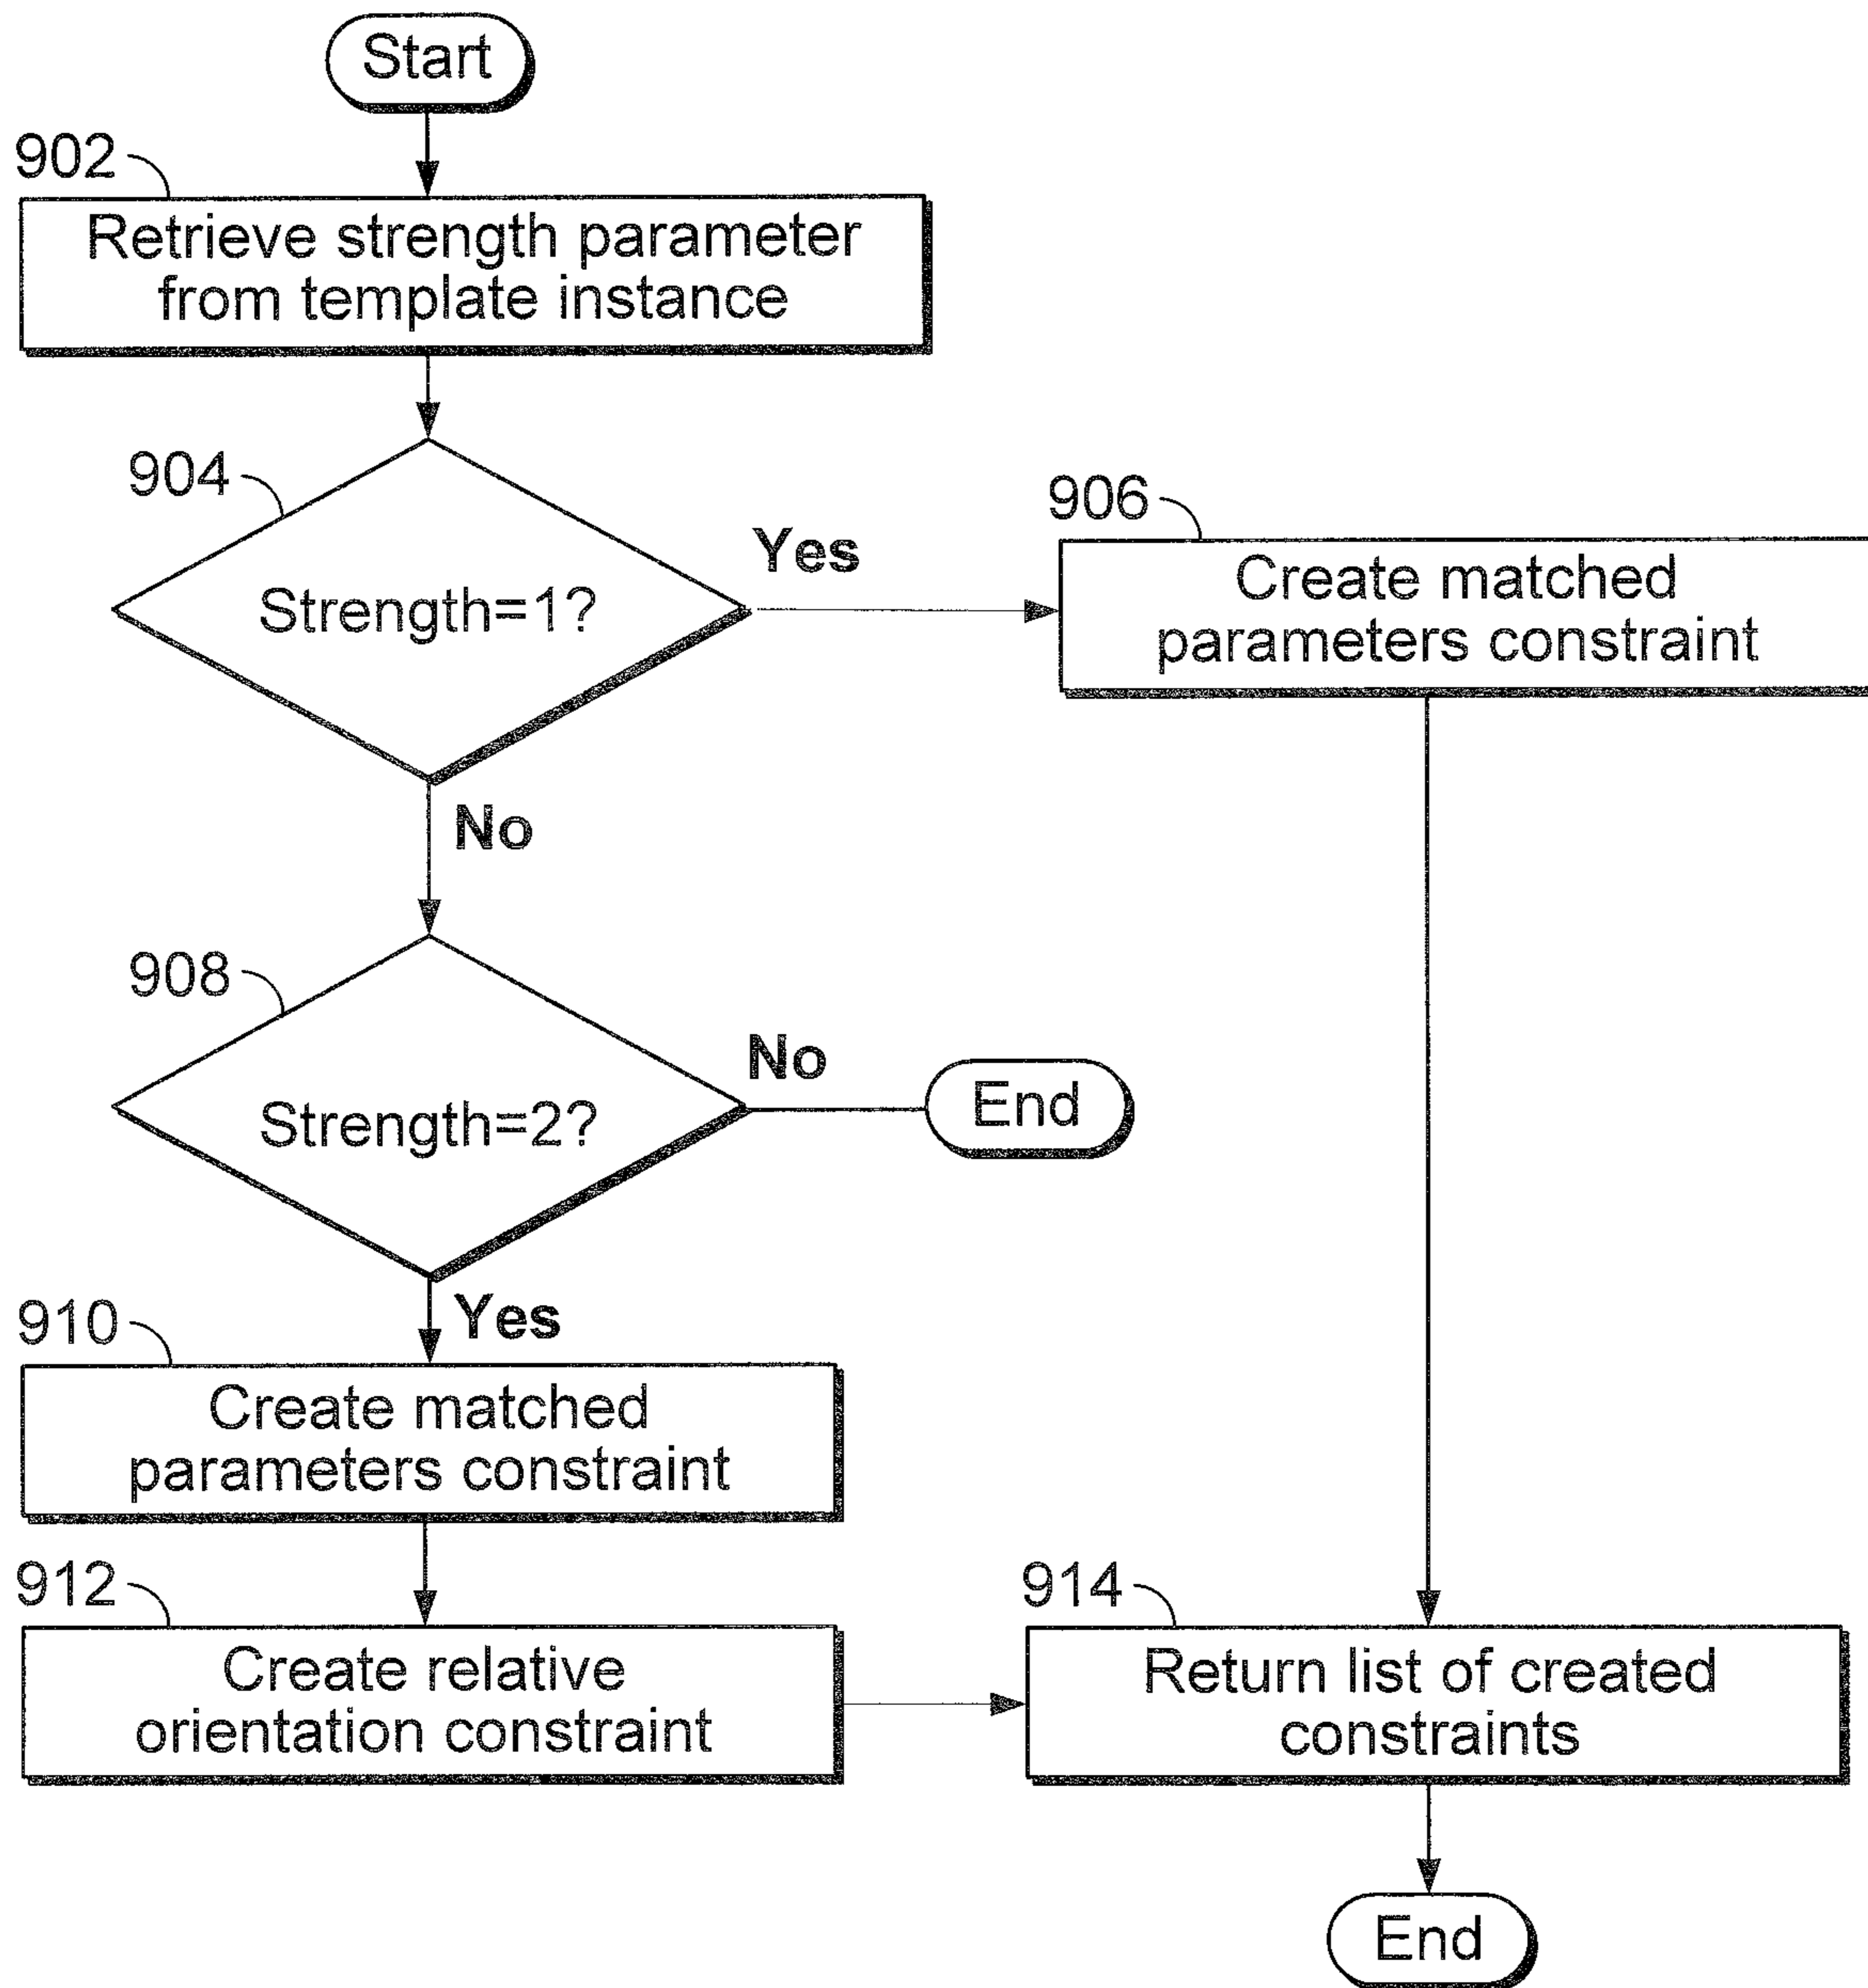 Start
902
Retrieve strength parameter
from template instance
904
Strength=1?
Yes
906
Create matched
parameters constraint
No
908
Strength=2?
No
End
Yes
910
Create matched
parameters constraint
912
Create relative
orientation constraint
914
Return list of created
constraints
End